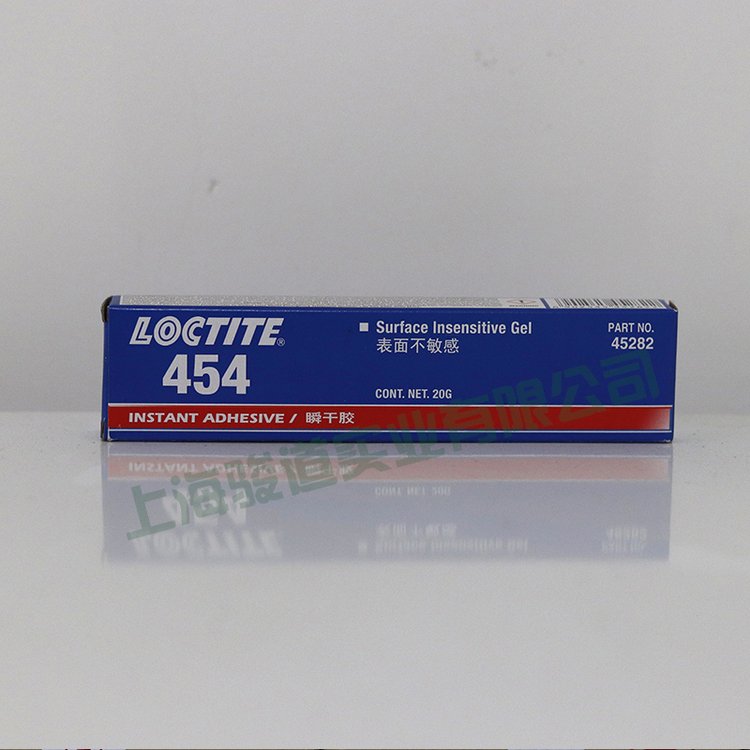 LOCTITE®
454
INSTANT ADHESIVE / 瞬干胶
■ Surface Insensitive Gel
表面不敏感
CONT. NET. 20G
PART NO.
45282
上海骏道实业有限公司